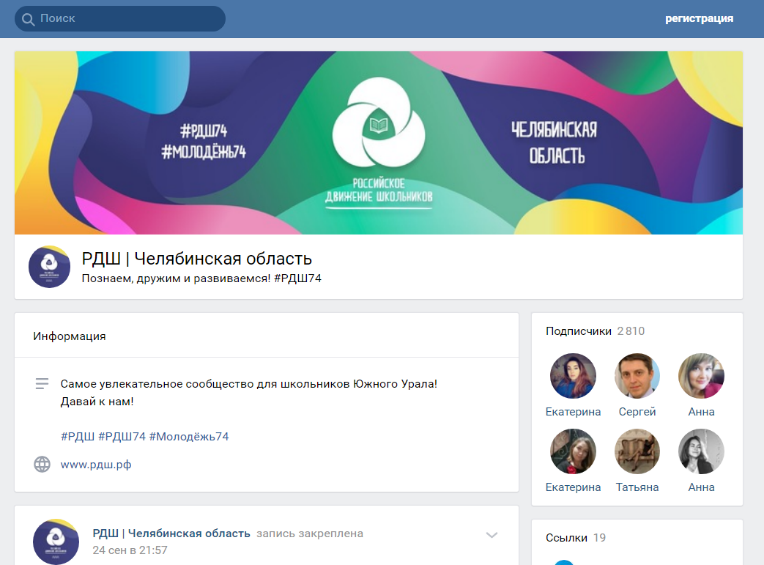 Поиск
регистрация
#РДШ74
#МОЛОДЁЖЬ74
РОССИЙСКОЕ
ДВИЖЕНИЕ ШКОЛЬНИКОВ
ЧЕЛЯБИНСКАЯ
ОБЛАСТЬ
РДШ | Челябинская область
Познаем, дружим и развиваемся! #РДШ74
Информация
Самое увлекательное сообщество для школьников Южного Урала!
Давай к нам!
#РДШ #РДШ74 #Молодёжь74
www.рдш.рф
РДШ | Челябинская область запись закреплена
24 сен в 21:57
Подписчики 2 810
Екатерина Сергей Анна
Екатерина Татьяна Анна
Ссылки 19